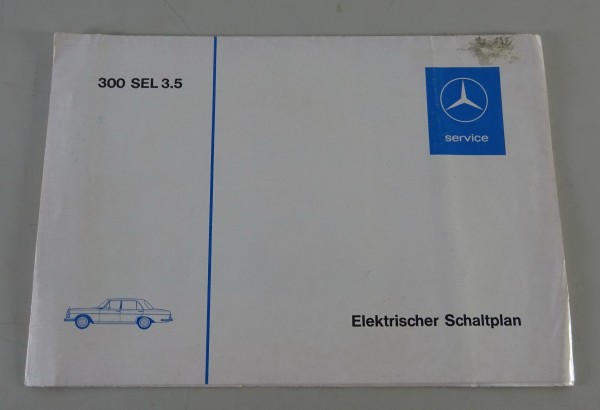 300 SEL 3.5
service
Elektrischer Schaltplan